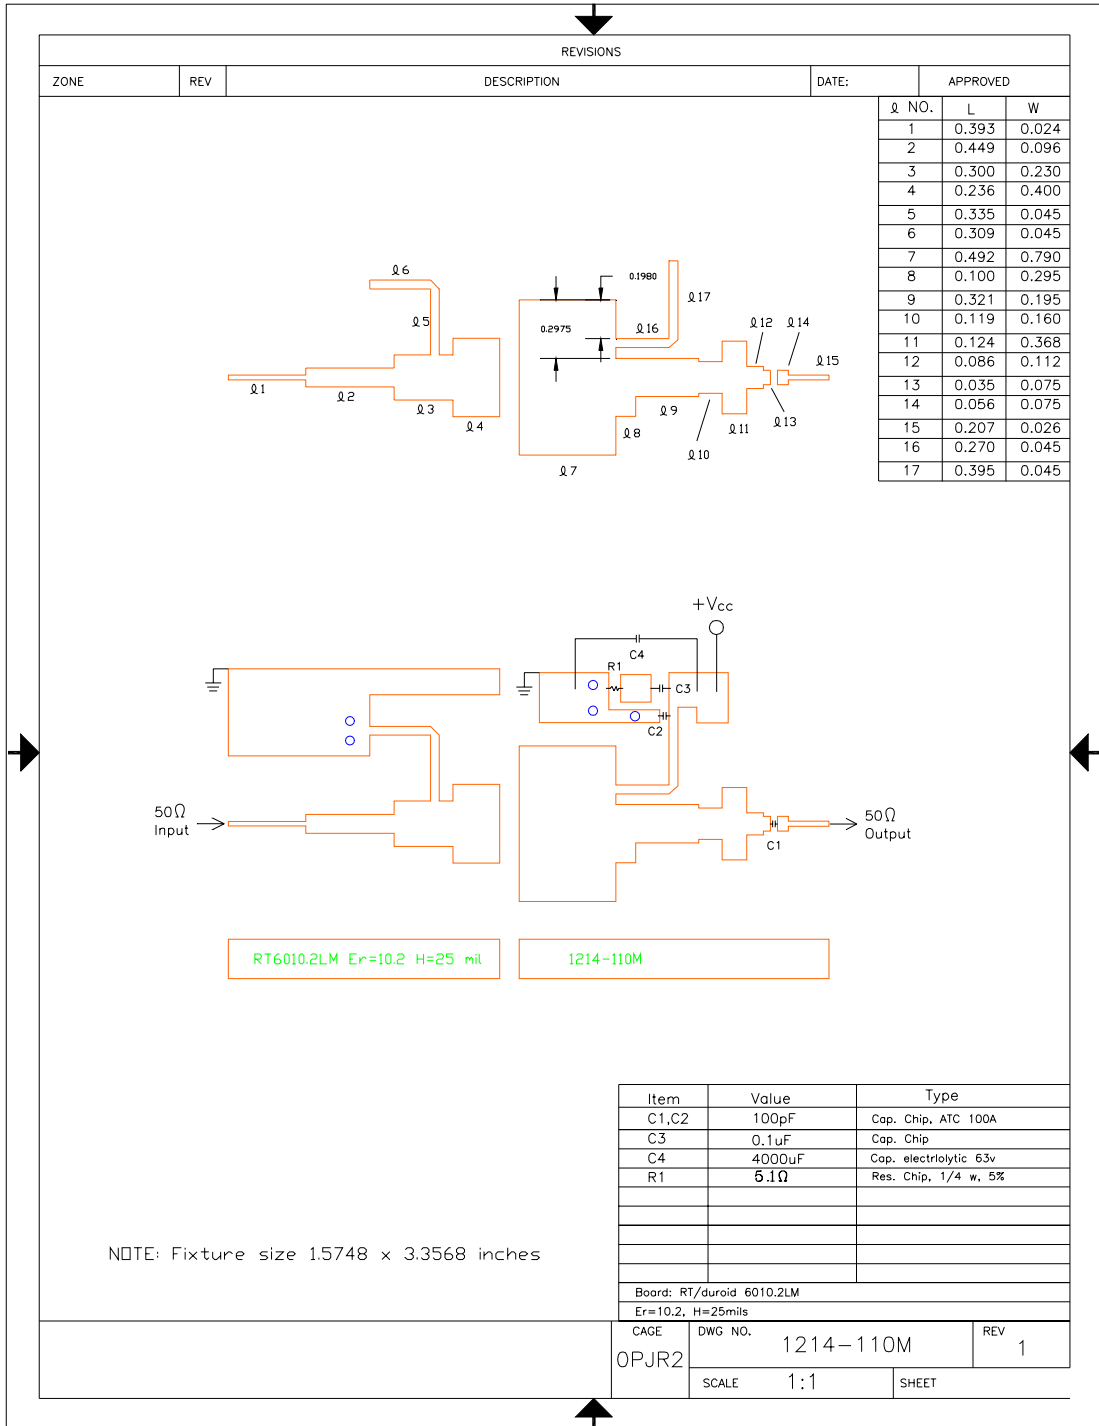 REVISIONS
ZONE REV DESCRIPTION DATE: APPROVED
ℓ NO. L W
1 0.393 0.024
2 0.449 0.096
3 0.300 0.230
4 0.236 0.400
5 0.335 0.045
6 0.309 0.045
7 0.492 0.790
8 0.100 0.295
9 0.321 0.195
10 0.119 0.160
11 0.124 0.368
12 0.086 0.112
13 0.035 0.075
14 0.056 0.075
15 0.207 0.026
16 0.270 0.045
17 0.395 0.045
ℓ6
0.1980
ℓ17
ℓ5
0.2975
ℓ16
ℓ12
ℓ14
ℓ15
ℓ1
ℓ2
ℓ3
ℓ4
ℓ9
ℓ8
ℓ10
ℓ11
ℓ13
ℓ7
+Vcc
C4
R1
C3
C2
50Ω
Input
50Ω
Output
C1
RT6010.2LM Er=10.2 H=25 mil
1214-110M
Item Value Type
C1,C2 100pF Cap. Chip, ATC 100A
C3 0.1uF Cap. Chip
C4 4000uF Cap. electrlolytic 63v
R1 5.1Ω Res. Chip, 1/4 w, 5%
NOTE: Fixture size 1.5748 x 3.3568 inches
Board: RT/duroid 6010.2LM
Er=10.2, H=25mils
CAGE
0PJR2
DWG NO.
1214-110M
REV
1
SCALE 1:1
SHEET